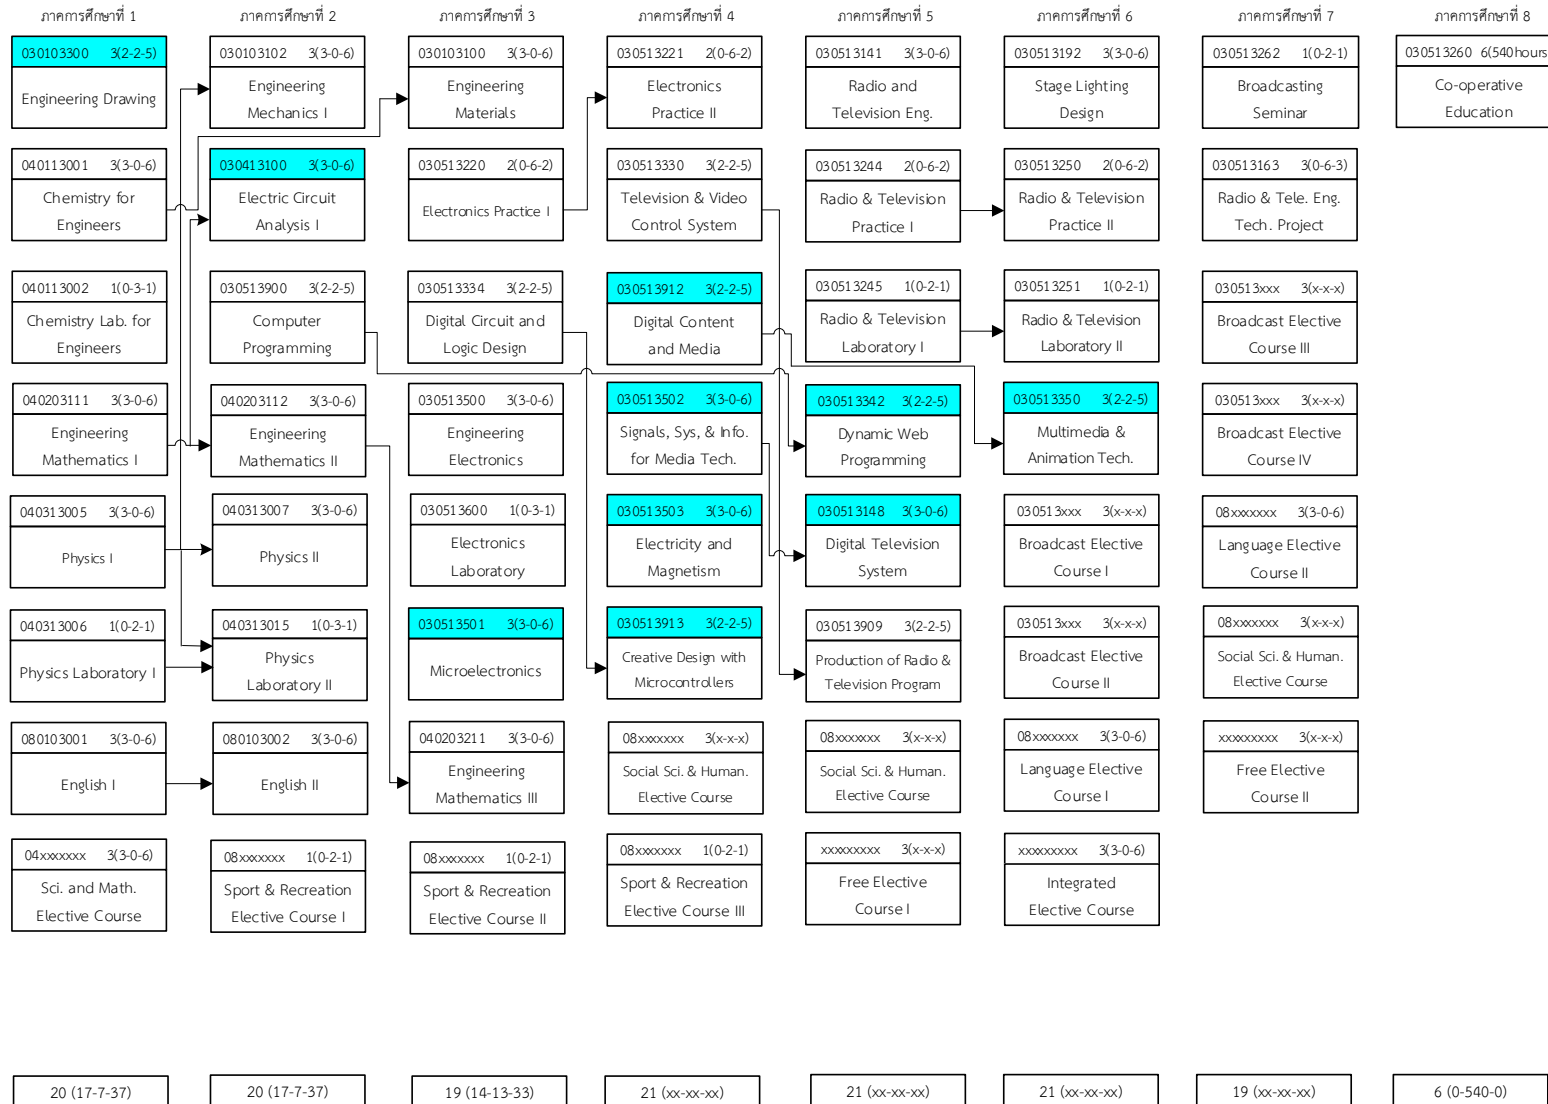 ภาคการศึกษาที่ 1
030103300 3(2-2-5)
Engineering Drawing
040113001 3(3-0-6)
Chemistry for
Engineers
040113002 1(0-3-1)
Chemistry Lab. for
Engineers
040203111 3(3-0-6)
Engineering
Mathematics I
040313005 3(3-0-6)
Physics I
040313006 1(0-2-1)
Physics Laboratory I
080103001 3(3-0-6)
English I
04xxxxxxx 3(3-0-6)
Sci. and Math.
Elective Course
20 (17-7-37)
ภาคการศึกษาที่ 2
030103102 3(3-0-6)
Engineering
Mechanics I
030413100 3(3-0-6)
Electric Circuit
Analysis I
030513900 3(2-2-5)
Computer
Programming
040203112 3(3-0-6)
Engineering
Mathematics II
040313007 3(3-0-6)
Physics II
040313015 1(0-3-1)
Physics
Laboratory II
080103002 3(3-0-6)
English II
08xxxxxxx 1(0-2-1)
Sport & Recreation
Elective Course I
20 (17-7-37)
ภาคการศึกษาที่ 3
030103100 3(3-0-6)
Engineering
Materials
030513220 2(0-6-2)
Electronics Practice I
030513334 3(2-2-5)
Digital Circuit and
Logic Design
030513500 3(3-0-6)
Engineering
Electronics
030513600 1(0-3-1)
Electronics
Laboratory
030513501 3(3-0-6)
Microelectronics
040203211 3(3-0-6)
Engineering
Mathematics III
08xxxxxxx 1(0-2-1)
Sport & Recreation
Elective Course II
19 (14-13-33)
ภาคการศึกษาที่ 4
030513221 2(0-6-2)
Electronics
Practice II
030513330 3(2-2-5)
Television & Video
Control System
030513912 3(2-2-5)
Digital Content
and Media
030513502 3(3-0-6)
Signals, Sys, & Info.
for Media Tech.
030513503 3(3-0-6)
Electricity and
Magnetism
030513913 3(2-2-5)
Creative Design with
Microcontrollers
08xxxxxxx 3(x-x-x)
Social Sci. & Human.
Elective Course
08xxxxxxx 1(0-2-1)
Sport & Recreation
Elective Course III
21 (xx-xx-xx)
ภาคการศึกษาที่ 5
030513141 3(3-0-6)
Radio and
Television Eng.
030513244 2(0-6-2)
Radio & Television
Practice I
030513245 1(0-2-1)
Radio & Television
Laboratory I
030513342 3(2-2-5)
Dynamic Web
Programming
030513148 3(3-0-6)
Digital Television
System
030513909 3(2-2-5)
Production of Radio &
Television Program
08xxxxxxx 3(x-x-x)
Social Sci. & Human.
Elective Course
xxxxxxxxx 3(x-x-x)
Free Elective
Course I
21 (xx-xx-xx)
ภาคการศึกษาที่ 6
030513192 3(3-0-6)
Stage Lighting
Design
030513250 2(0-6-2)
Radio & Television
Practice II
030513251 1(0-2-1)
Radio & Television
Laboratory II
030513350 3(2-2-5)
Multimedia &
Animation Tech.
030513xxx 3(x-x-x)
Broadcast Elective
Course I
030513xxx 3(x-x-x)
Broadcast Elective
Course II
08xxxxxxx 3(3-0-6)
Language Elective
Course I
xxxxxxxxx 3(3-0-6)
Integrated
Elective Course
21 (xx-xx-xx)
ภาคการศึกษาที่ 7
030513262 1(0-2-1)
Broadcasting
Seminar
030513163 3(0-6-3)
Radio & Tele. Eng.
Tech. Project
030513xxx 3(x-x-x)
Broadcast Elective
Course III
030513xxx 3(x-x-x)
Broadcast Elective
Course IV
08xxxxxxx 3(3-0-6)
Language Elective
Course II
08xxxxxxx 3(x-x-x)
Social Sci. & Human.
Elective Course
xxxxxxxxx 3(x-x-x)
Free Elective
Course II
19 (xx-xx-xx)
ภาคการศึกษาที่ 8
030513260 6(540hours
Co-operative
Education
6 (0-540-0)